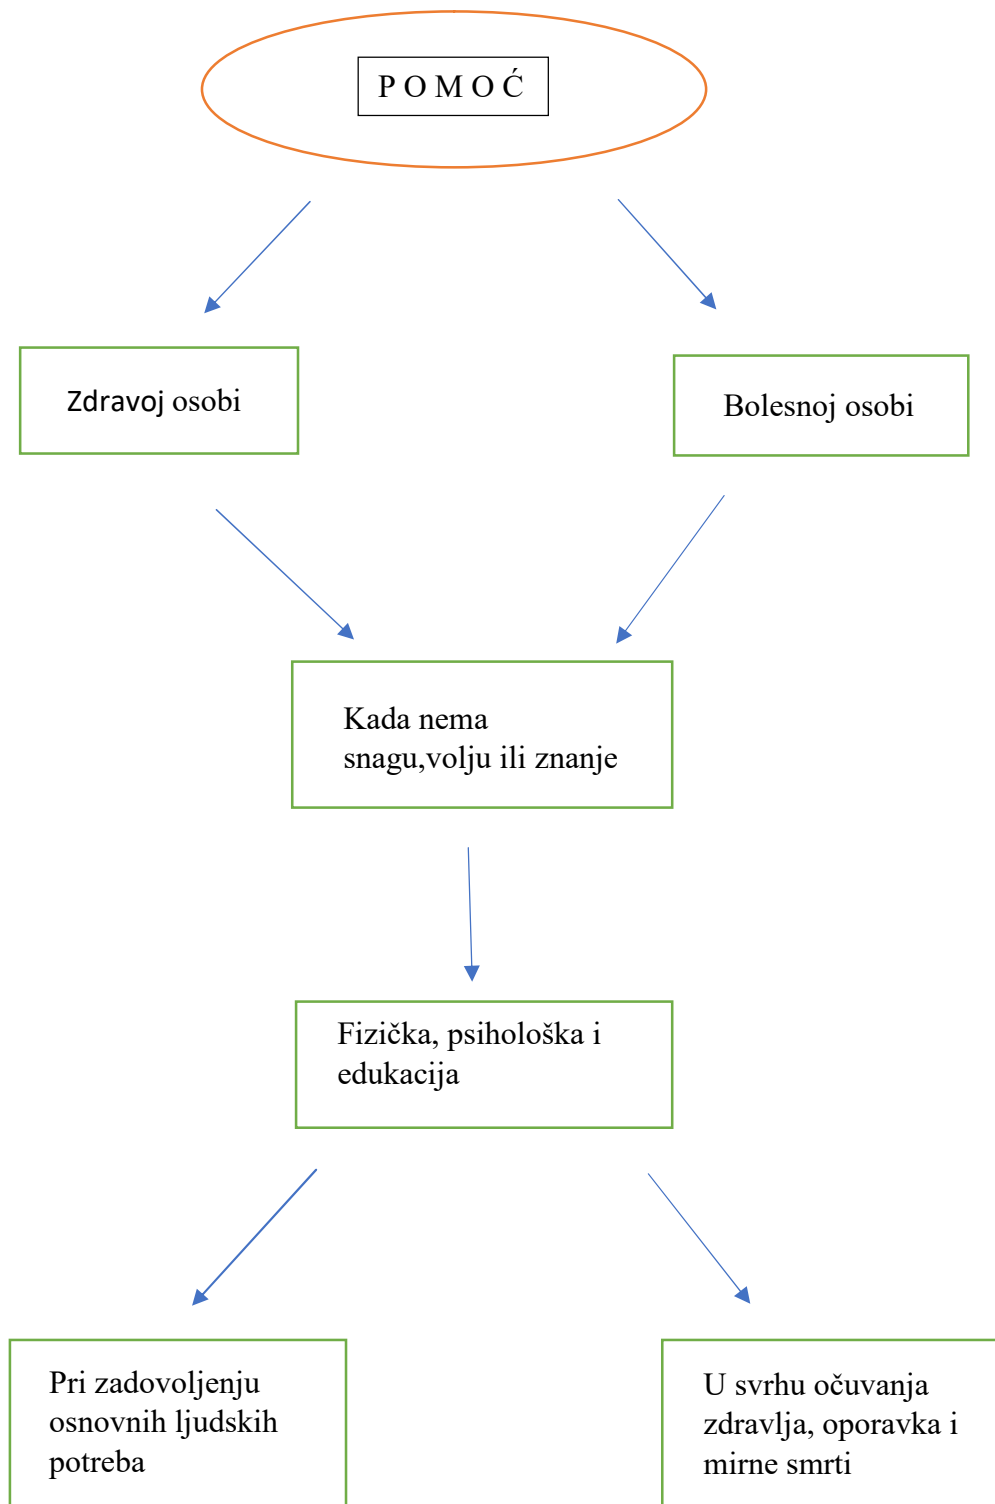 P O M O Ć
Zdravoj osobi
Bolesnoj osobi
Kada nema
snagu,volju ili znanje
Fizička, psihološka i
edukacija
Pri zadovoljenju
osnovnih ljudskih
potreba
U svrhu očuvanja
zdravlja, oporavka i
mirne smrti